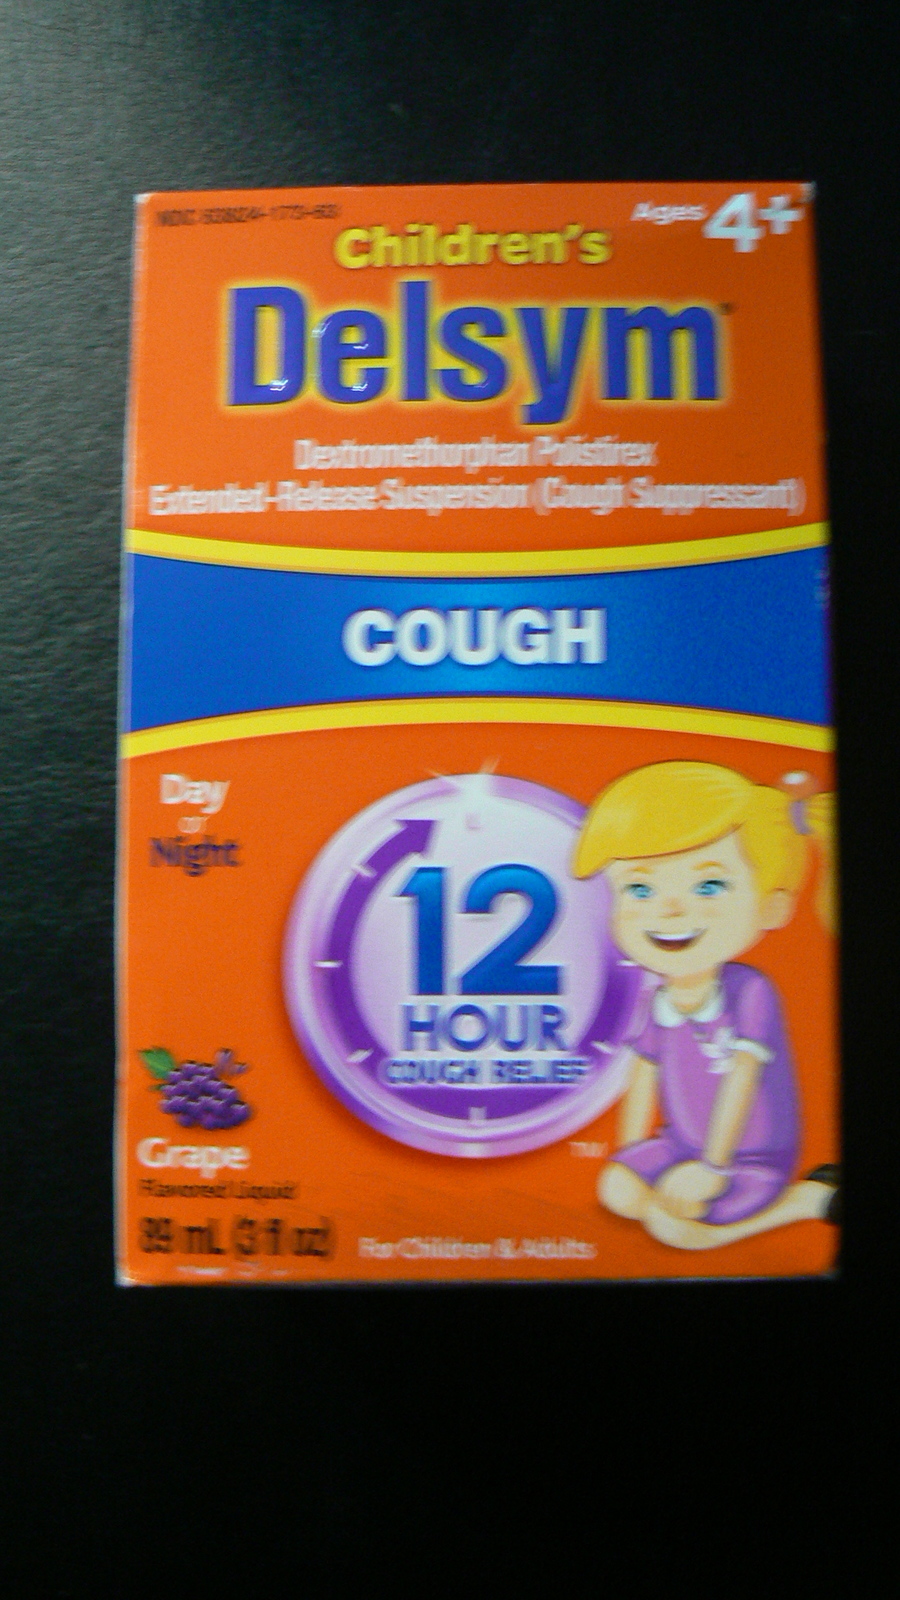 Ages 4+
Children's
Delsym
Dextromethorphan Polistirex
Extended-Release Suspension (Cough Suppressant)
COUGH
Day
or
Night
12
HOUR
COUGH RELIEF
TM
Grape
Flavored Liquid
89 mL (3 fl oz)
For Children & Adults